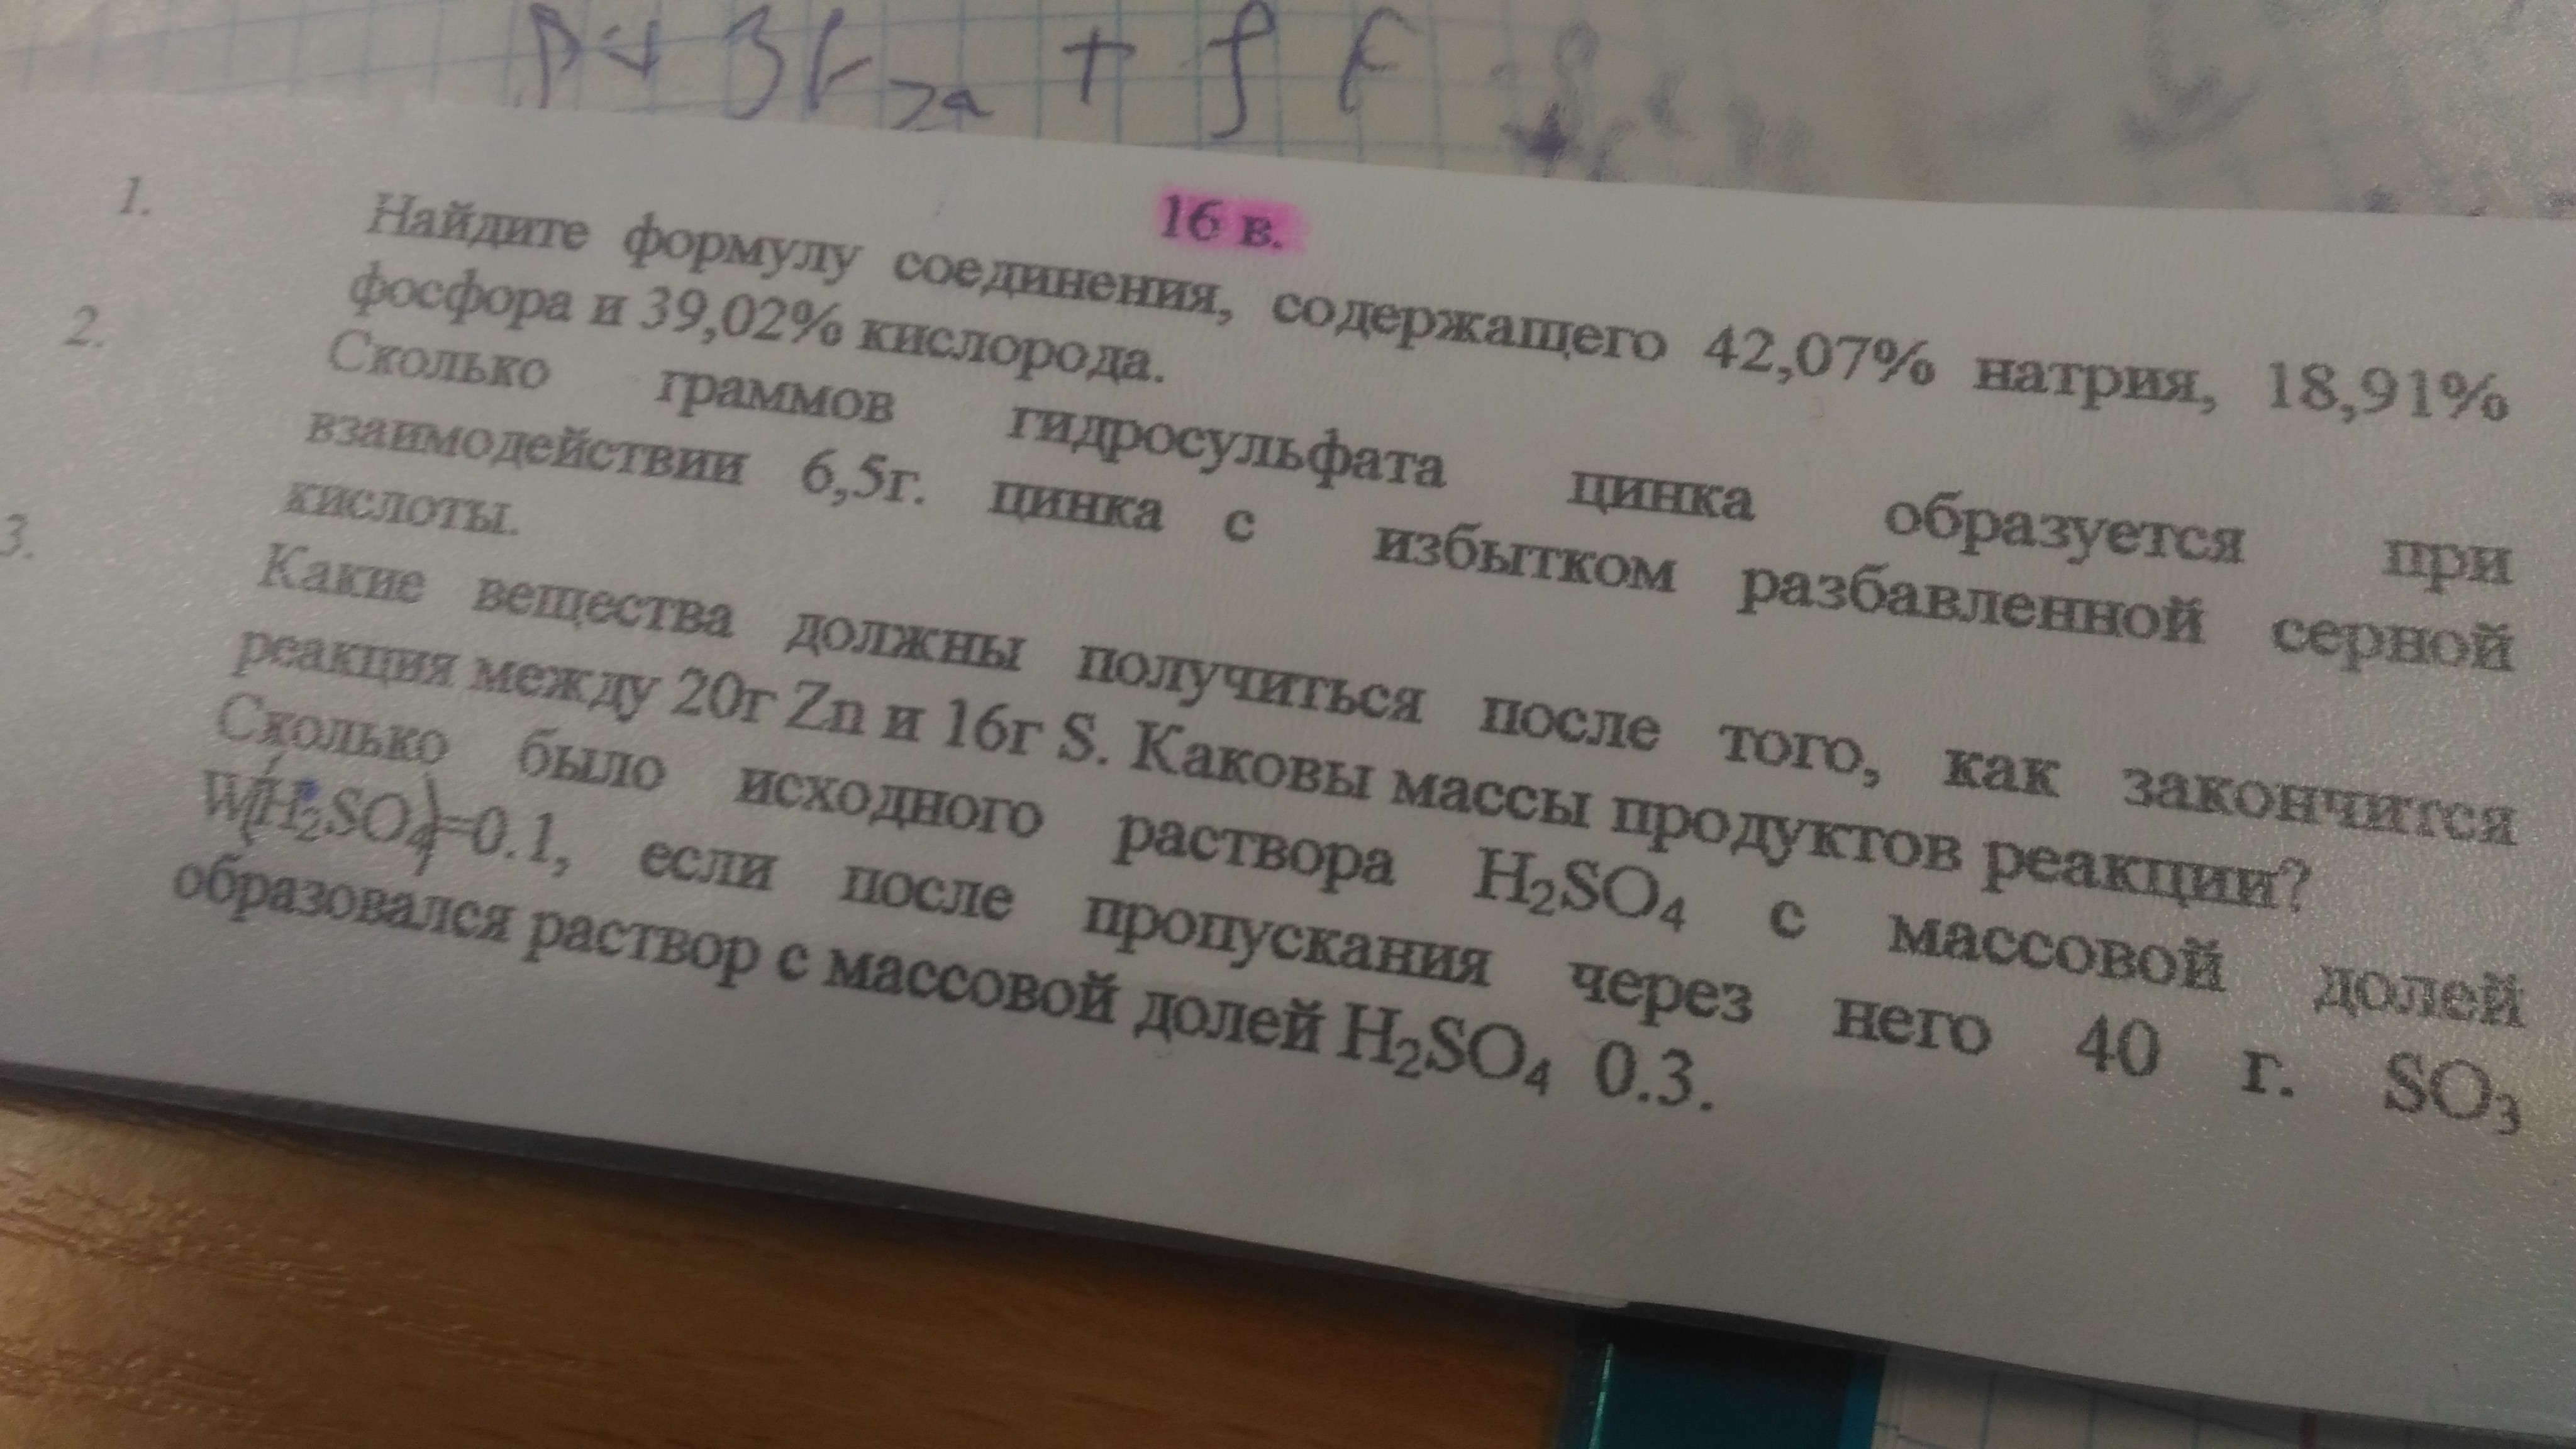 16 в.
1. Найдите формулу соединения, содержащего 42,07% натрия, 18,91%
фосфора и 39,02% кислорода.
2. Сколько граммов гидросульфата цинка образуется при
взаимодействии 6,5г. цинка с избытком разбавленной серной
кислоты.
3. Какие вещества должны получиться после того, как закончится
реакция между 20г Zn и 16г S. Каковы массы продуктов реакции?
Сколько было исходного раствора H₂SO₄ с массовой долей
W(H₂SO₄)=0.1, если после пропускания через него 40 г. SO₃
образовался раствор с массовой долей H₂SO₄ 0.3.